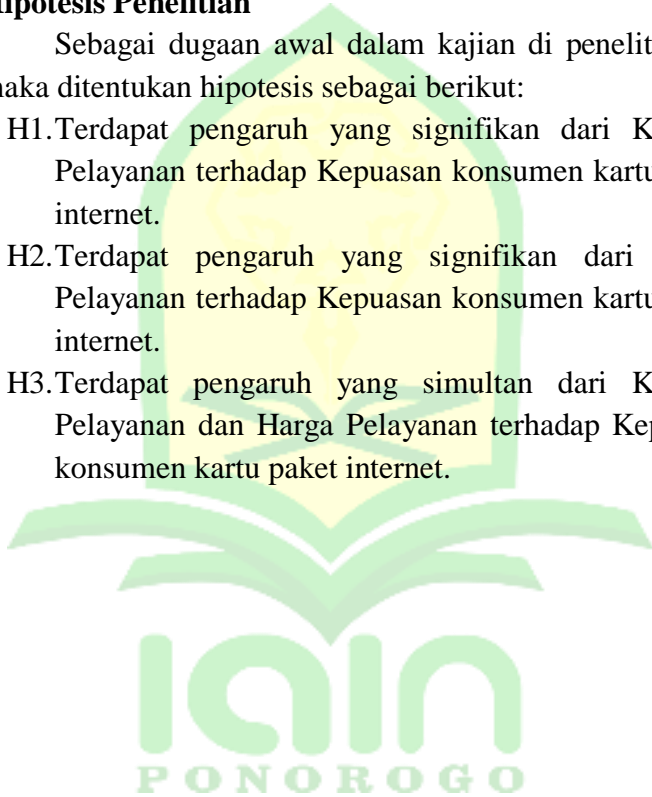 Hipotesis Penelitian
Sebagai dugaan awal dalam kajian di penelit
maka ditentukan hipotesis sebagai berikut:
H1. Terdapat pengaruh yang signifikan dari K
Pelayanan terhadap Kepuasan konsumen kartu
internet.
H2. Terdapat pengaruh yang signifikan dari
Pelayanan terhadap Kepuasan konsumen kartu
internet.
H3. Terdapat pengaruh yang simultan dari K
Pelayanan dan Harga Pelayanan terhadap Kep
konsumen kartu paket internet.
IAIN
PONOROGO